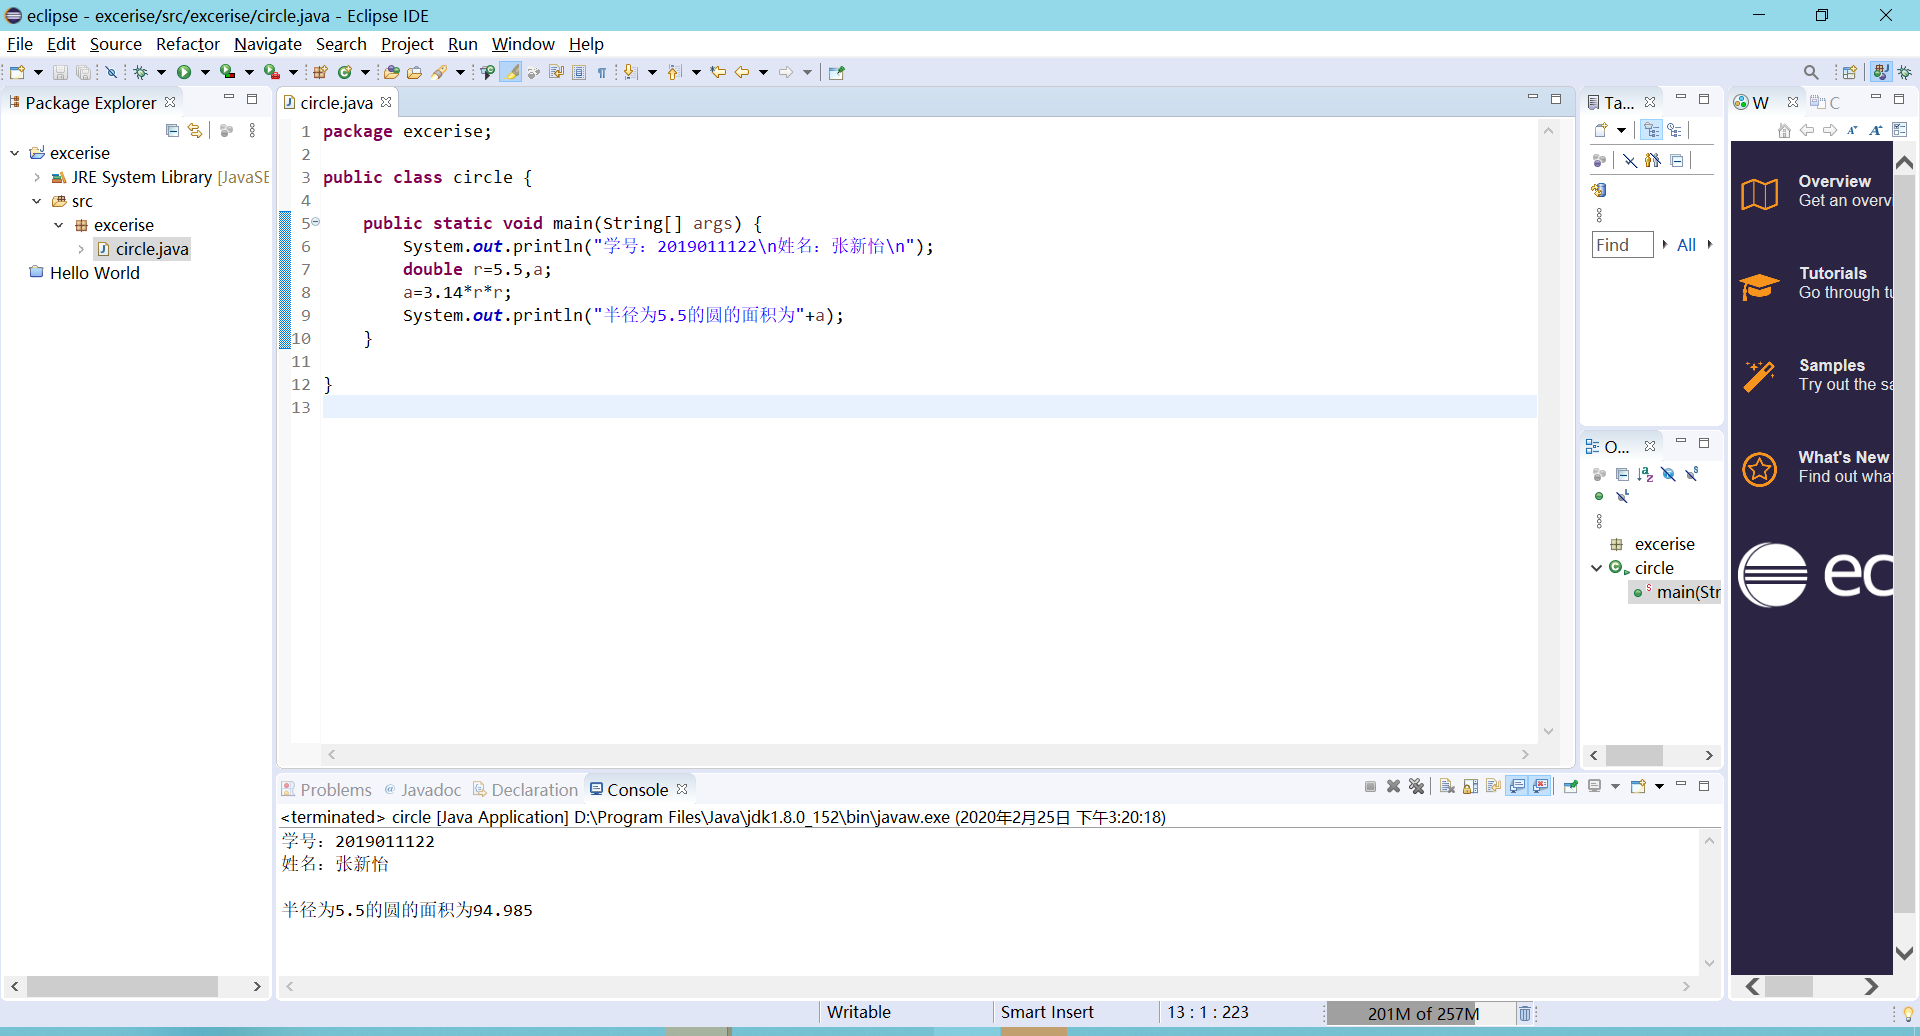 eclipse - excerise/src/excerise/circle.java - Eclipse IDE
File Edit Source Refactor Navigate Search Project Run Window Help
Package Explorer
excerise
JRE System Library [JavaSE
src
excerise
circle.java
Hello World
circle.java
1 package excerise;
2
3 public class circle {
4
5 public static void main(String[] args) {
6 System.out.println("学号：2019011122\n姓名：张新怡\n");
7 double r=5.5,a;
8 a=3.14*r*r;
9 System.out.println("半径为5.5的圆的面积为"+a);
10 }
11
12 }
13
Ta...
Find All
O...
excerise
circle
main(Str
W C
Overview
Get an overv
Tutorials
Go through tu
Samples
Try out the sa
What's New
Find out wha
ec
Problems @ Javadoc Declaration Console
<terminated> circle [Java Application] D:\Program Files\Java\jdk1.8.0_152\bin\javaw.exe (2020年2月25日 下午3:20:18)
学号：2019011122
姓名：张新怡
半径为5.5的圆的面积为94.985
Writable Smart Insert 13 : 1 : 223 201M of 257M